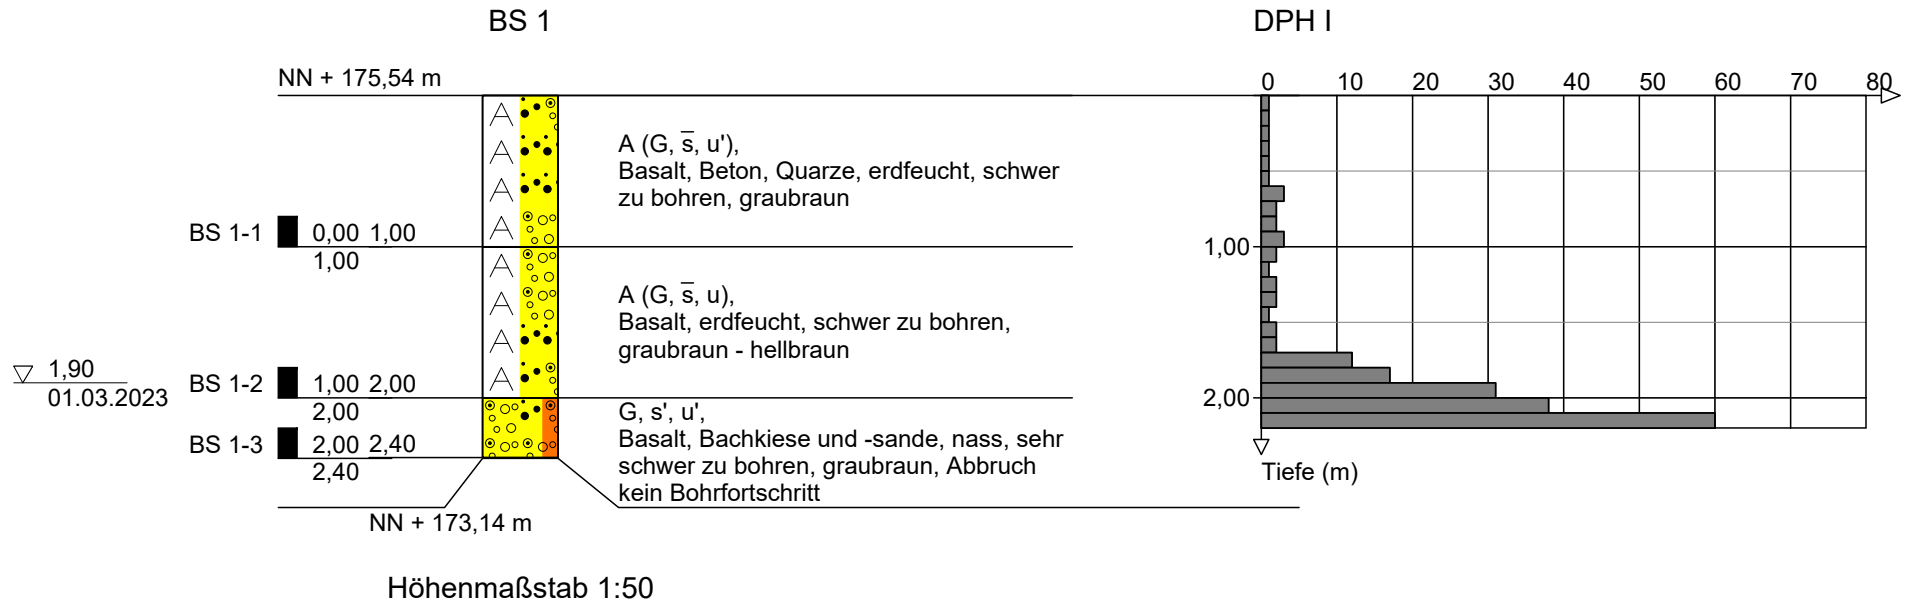 BS 1
DPH I
NN + 175,54 m
0 10 20 30 40 50 60 70 80
A (G, s̅, u'),
Basalt, Beton, Quarze, erdfeucht, schwer
zu bohren, graubraun
BS 1-1 0,00 1,00
1,00
1,00
A (G, s̅, u),
Basalt, erdfeucht, schwer zu bohren,
graubraun - hellbraun
1,90
01.03.2023
BS 1-2 1,00 2,00
2,00
2,00
G, s', u',
Basalt, Bachkiese und -sande, nass, sehr
schwer zu bohren, graubraun, Abbruch
kein Bohrfortschritt
BS 1-3 2,00 2,40
2,40
Tiefe (m)
NN + 173,14 m
Höhenmaßstab 1:50
A
A
A
A
A
A
A
A